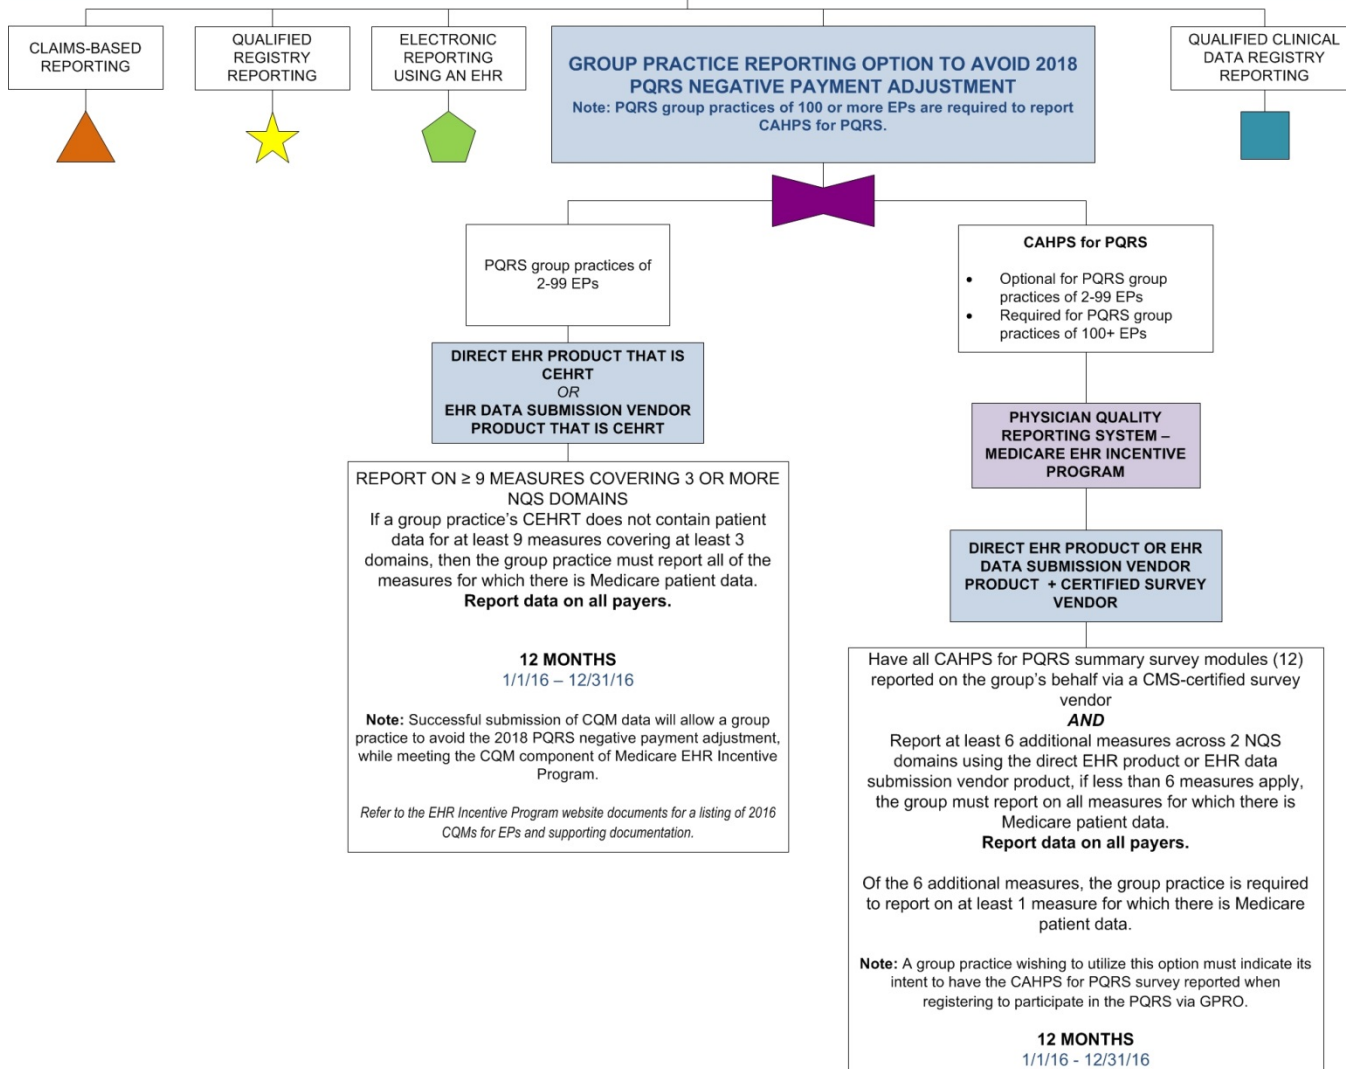 CLAIMS-BASED
REPORTING
QUALIFIED
REGISTRY
REPORTING
ELECTRONIC
REPORTING
USING AN EHR
GROUP PRACTICE REPORTING OPTION TO AVOID 2018
PQRS NEGATIVE PAYMENT ADJUSTMENT
Note: PQRS group practices of 100 or more EPs are required to report
CAHPS for PQRS.
QUALIFIED CLINICAL
DATA REGISTRY
REPORTING
PQRS group practices of
2-99 EPs
DIRECT EHR PRODUCT THAT IS
CEHRT
OR
EHR DATA SUBMISSION VENDOR
PRODUCT THAT IS CEHRT
REPORT ON ≥ 9 MEASURES COVERING 3 OR MORE
NQS DOMAINS
If a group practice’s CEHRT does not contain patient
data for at least 9 measures covering at least 3
domains, then the group practice must report all of the
measures for which there is Medicare patient data.
Report data on all payers.
12 MONTHS
1/1/16 – 12/31/16
Note: Successful submission of CQM data will allow a group
practice to avoid the 2018 PQRS negative payment adjustment,
while meeting the CQM component of Medicare EHR Incentive
Program.
Refer to the EHR Incentive Program website documents for a listing of 2016
CQMs for EPs and supporting documentation.
CAHPS for PQRS
• Optional for PQRS group
practices of 2-99 EPs
• Required for PQRS group
practices of 100+ EPs
PHYSICIAN QUALITY
REPORTING SYSTEM –
MEDICARE EHR INCENTIVE
PROGRAM
DIRECT EHR PRODUCT OR EHR
DATA SUBMISSION VENDOR
PRODUCT + CERTIFIED SURVEY
VENDOR
Have all CAHPS for PQRS summary survey modules (12)
reported on the group’s behalf via a CMS-certified survey
vendor
AND
Report at least 6 additional measures across 2 NQS
domains using the direct EHR product or EHR data
submission vendor product, if less than 6 measures apply,
the group must report on all measures for which there is
Medicare patient data.
Report data on all payers.
Of the 6 additional measures, the group practice is required
to report on at least 1 measure for which there is Medicare
patient data.
Note: A group practice wishing to utilize this option must indicate its
intent to have the CAHPS for PQRS survey reported when
registering to participate in the PQRS via GPRO.
12 MONTHS
1/1/16 - 12/31/16